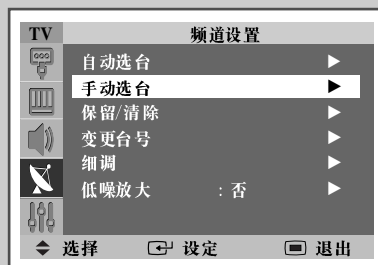 TV 频道设置
自动选台
手动选台
保留/清除
变更台号
细调
低噪放大 : 否
选择 设定 退出